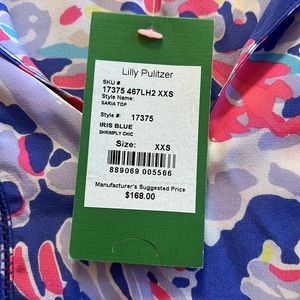 Lilly Pulitzer
SKU #
17375 467LH2 XXS
Style Name:
SARIA TOP
Style #: 17375
IRIS BLUE
SHRIMPLY CHIC
Size: XXS
889069 005566
Manufacturer's Suggested Price
$168.00